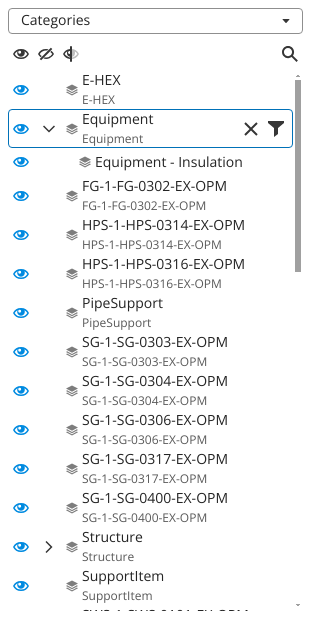 Categories
E-HEX
E-HEX
Equipment
Equipment
Equipment - Insulation
FG-1-FG-0302-EX-OPM
FG-1-FG-0302-EX-OPM
HPS-1-HPS-0314-EX-OPM
HPS-1-HPS-0314-EX-OPM
HPS-1-HPS-0316-EX-OPM
HPS-1-HPS-0316-EX-OPM
PipeSupport
PipeSupport
SG-1-SG-0303-EX-OPM
SG-1-SG-0303-EX-OPM
SG-1-SG-0304-EX-OPM
SG-1-SG-0304-EX-OPM
SG-1-SG-0306-EX-OPM
SG-1-SG-0306-EX-OPM
SG-1-SG-0317-EX-OPM
SG-1-SG-0317-EX-OPM
SG-1-SG-0400-EX-OPM
SG-1-SG-0400-EX-OPM
Structure
Structure
SupportItem
SupportItem